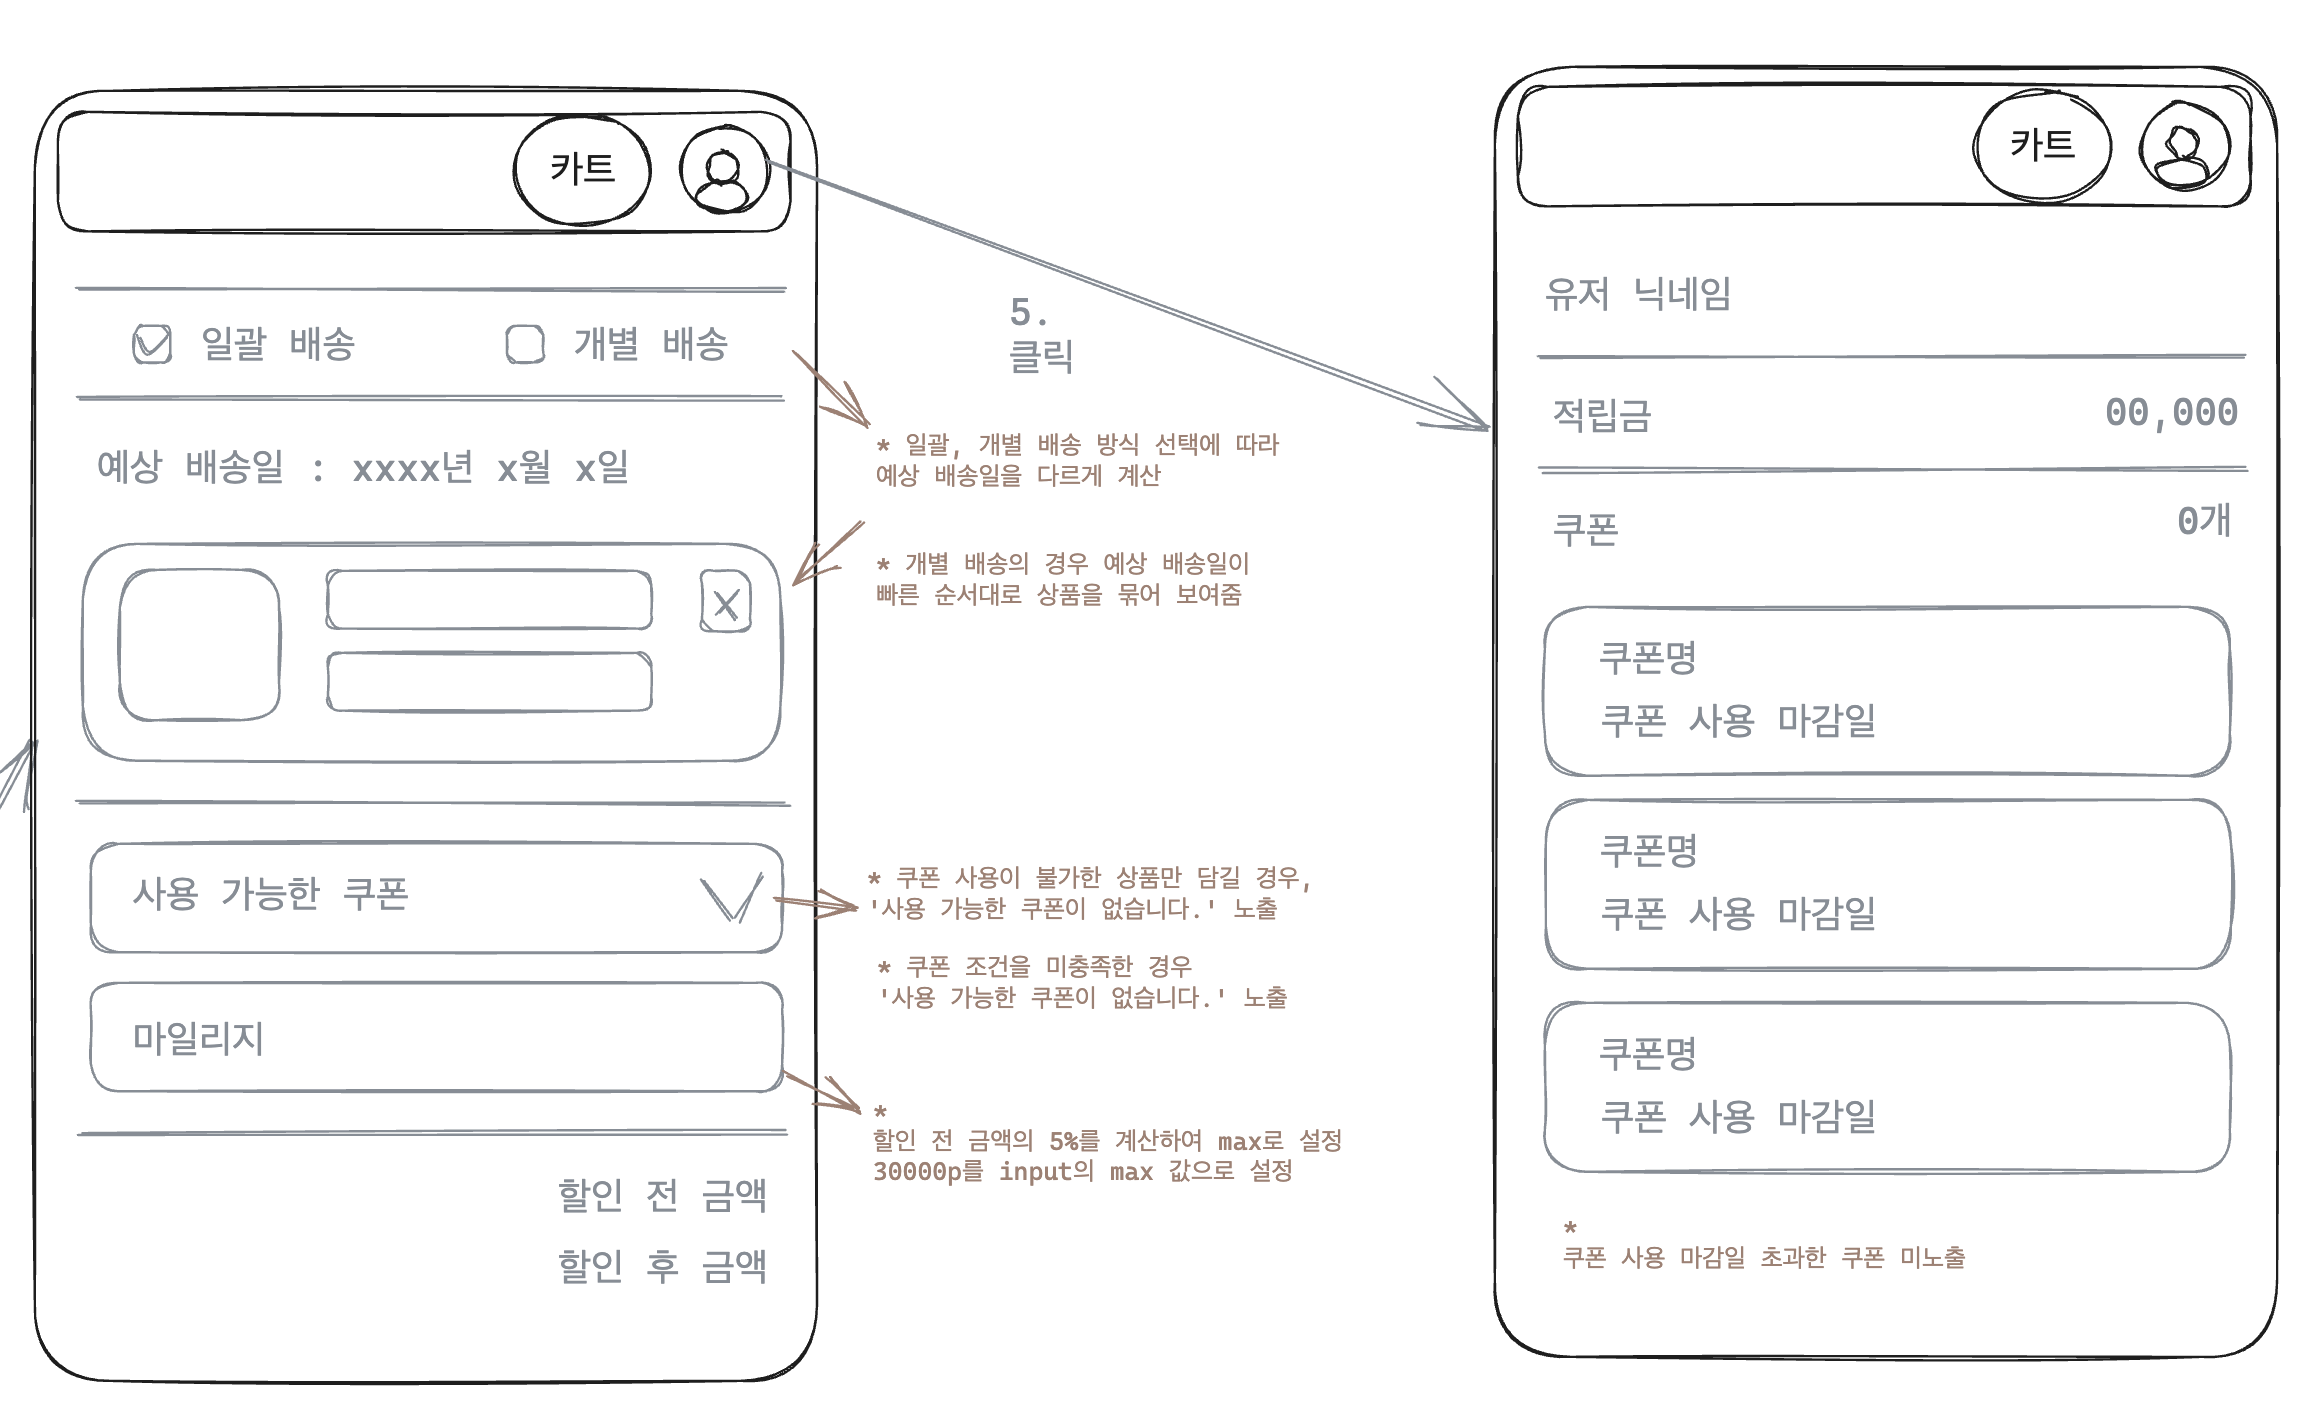 카트
일괄 배송
개별 배송
예상 배송일 : xxxx년 x월 x일
사용 가능한 쿠폰
마일리지
할인 전 금액
할인 후 금액
5.
클릭
* 일괄, 개별 배송 방식 선택에 따라
예상 배송일을 다르게 계산
* 개별 배송의 경우 예상 배송일이
빠른 순서대로 상품을 묶어 보여줌
* 쿠폰 사용이 불가한 상품만 담길 경우,
'사용 가능한 쿠폰이 없습니다.' 노출
* 쿠폰 조건을 미충족한 경우
'사용 가능한 쿠폰이 없습니다.' 노출
*
할인 전 금액의 5%를 계산하여 max로 설정
30000p를 input의 max 값으로 설정
카트
유저 닉네임
적립금
00,000
쿠폰
0개
쿠폰명
쿠폰 사용 마감일
쿠폰명
쿠폰 사용 마감일
쿠폰명
쿠폰 사용 마감일
*
쿠폰 사용 마감일 초과한 쿠폰 미노출